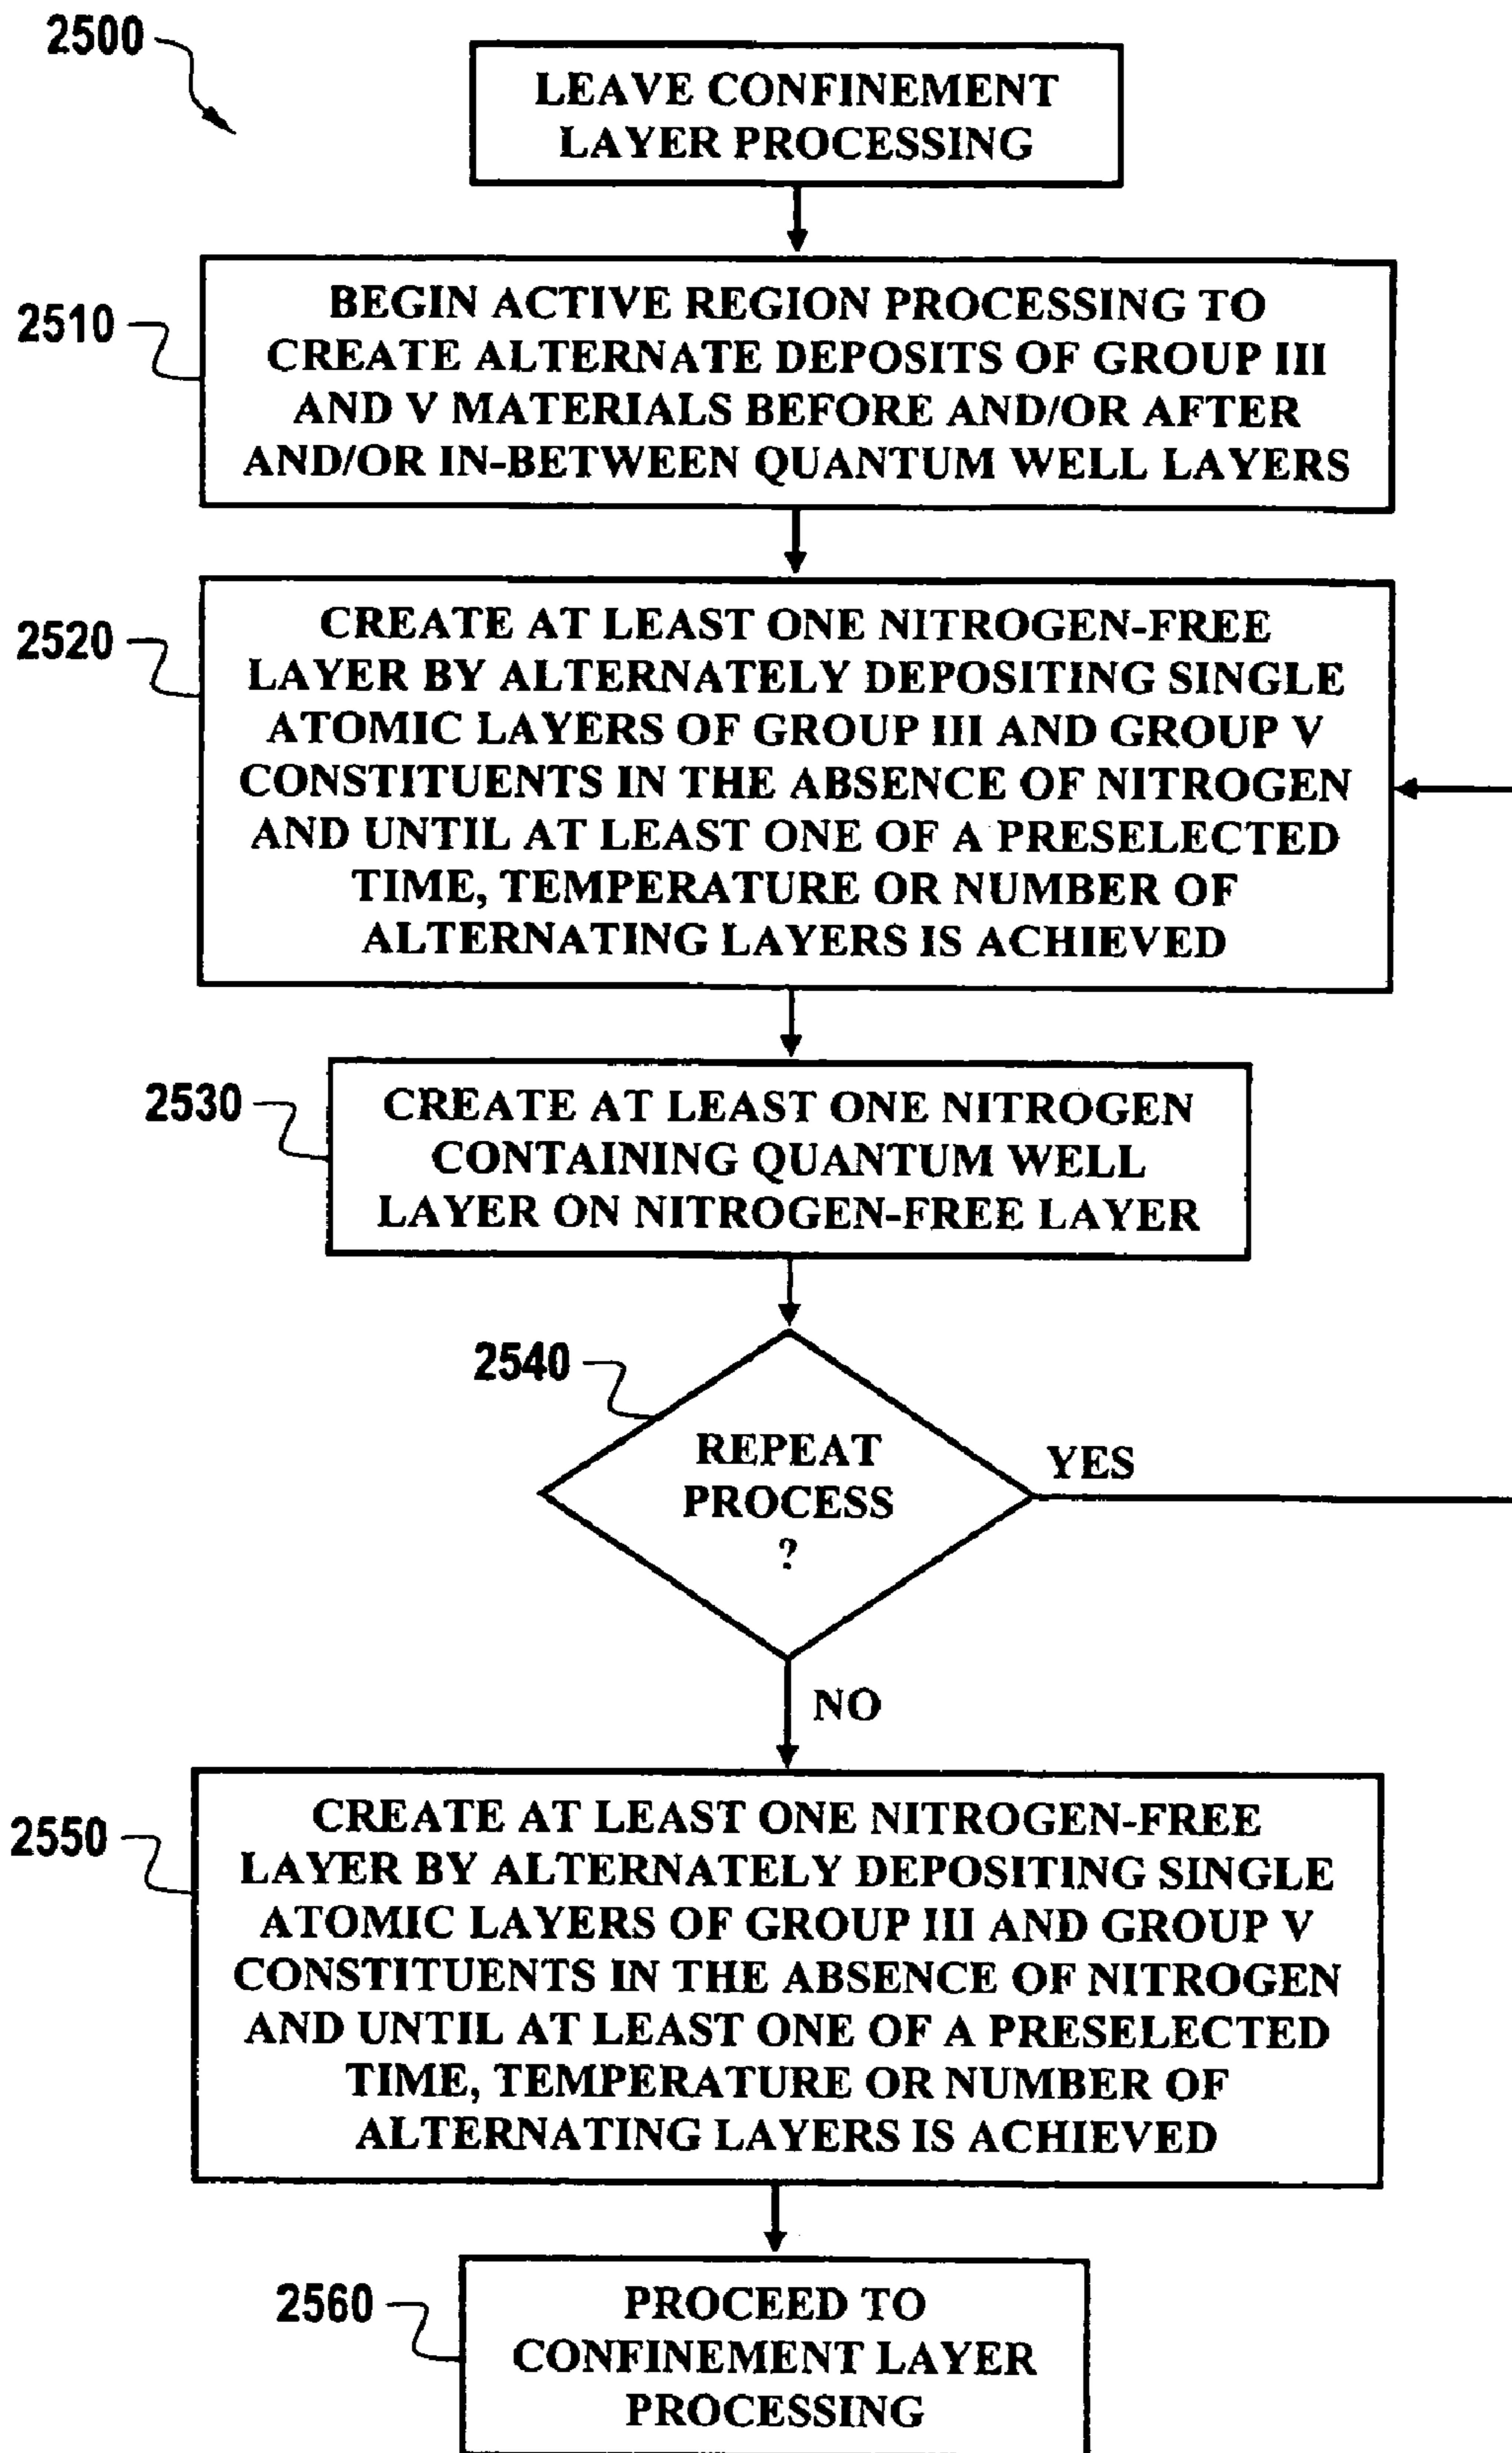 2500
LEAVE CONFINEMENT
LAYER PROCESSING
2510
BEGIN ACTIVE REGION PROCESSING TO
CREATE ALTERNATE DEPOSITS OF GROUP III
AND V MATERIALS BEFORE AND/OR AFTER
AND/OR IN-BETWEEN QUANTUM WELL LAYERS
2520
CREATE AT LEAST ONE NITROGEN-FREE
LAYER BY ALTERNATELY DEPOSITING SINGLE
ATOMIC LAYERS OF GROUP III AND GROUP V
CONSTITUENTS IN THE ABSENCE OF NITROGEN
AND UNTIL AT LEAST ONE OF A PRESELECTED
TIME, TEMPERATURE OR NUMBER OF
ALTERNATING LAYERS IS ACHIEVED
2530
CREATE AT LEAST ONE NITROGEN
CONTAINING QUANTUM WELL
LAYER ON NITROGEN-FREE LAYER
2540
REPEAT
PROCESS
?
YES
NO
2550
CREATE AT LEAST ONE NITROGEN-FREE
LAYER BY ALTERNATELY DEPOSITING SINGLE
ATOMIC LAYERS OF GROUP III AND GROUP V
CONSTITUENTS IN THE ABSENCE OF NITROGEN
AND UNTIL AT LEAST ONE OF A PRESELECTED
TIME, TEMPERATURE OR NUMBER OF
ALTERNATING LAYERS IS ACHIEVED
2560
PROCEED TO
CONFINEMENT LAYER
PROCESSING